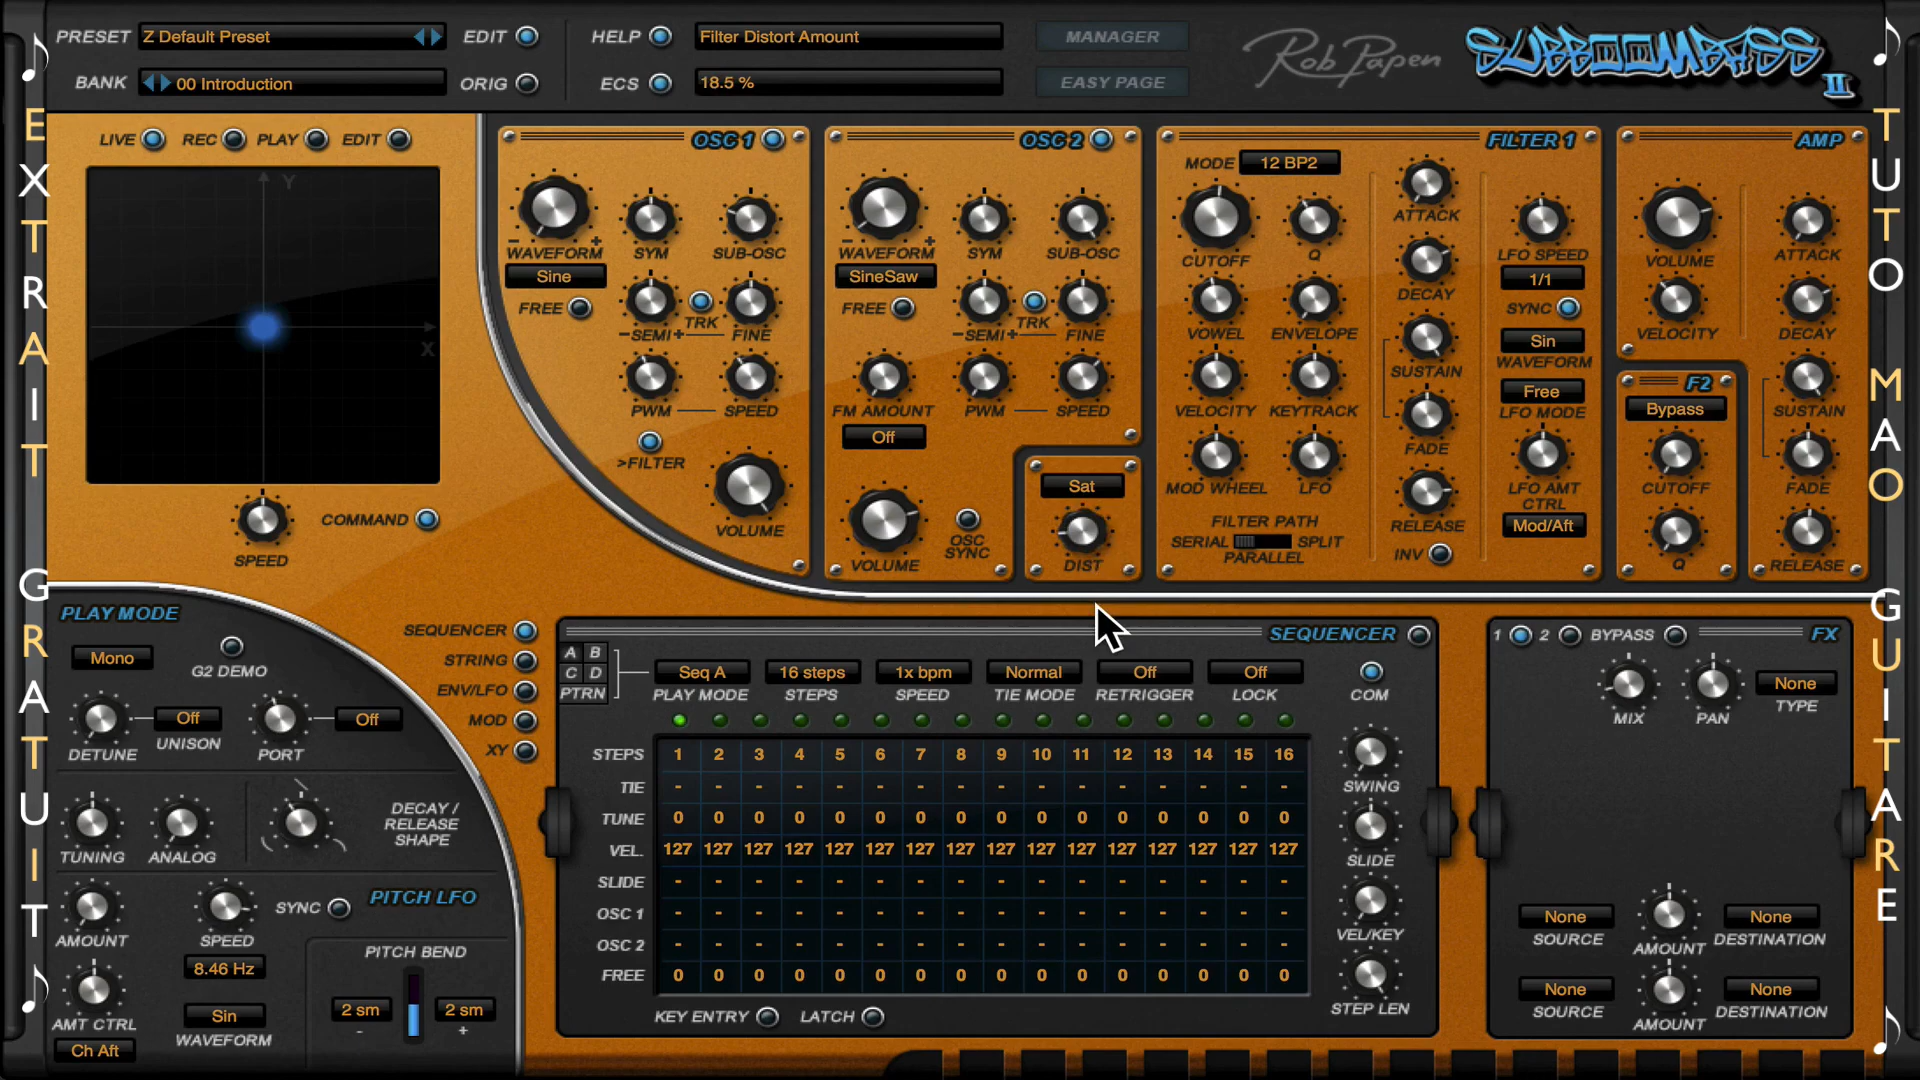 PRESET Z Default Preset EDIT HELP Filter Distort Amount MANAGER Rob Papen SUBBOOMBASS II
BANK 00 Introduction ORIG ECS 18.5 % EASY PAGE
EXTRAIT GRATUIT
TUTO MAO GUITARE
LIVE REC PLAY EDIT
Y
X
SPEED COMMAND
OSC 1
WAVEFORM SYM SUB-OSC
Sine
FREE
SEMI TRK FINE
PWM SPEED
>FILTER
VOLUME
OSC 2
WAVEFORM SYM SUB-OSC
SineSaw
FREE
SEMI TRK FINE
FM AMOUNT PWM SPEED
Off
VOLUME OSC SYNC
Sat
DIST
FILTER 1
MODE 12 BP2
CUTOFF Q
VOWEL ENVELOPE
VELOCITY KEYTRACK
MOD WHEEL LFO
FILTER PATH
SERIAL SPLIT
PARALLEL
ATTACK
DECAY
SUSTAIN
FADE
RELEASE
INV
LFO SPEED
1/1
SYNC
Sin
WAVEFORM
Free
LFO MODE
LFO AMT
CTRL
Mod/Aft
AMP
VOLUME
VELOCITY
ATTACK
DECAY
SUSTAIN
FADE
RELEASE
F2
Bypass
CUTOFF
Q
PLAY MODE
Mono
G2 DEMO
DETUNE Off UNISON PORT Off
TUNING ANALOG DECAY /
RELEASE
SHAPE
AMOUNT SPEED SYNC PITCH LFO
8.46 Hz
AMT CTRL
Ch Aft
Sin
WAVEFORM
PITCH BEND
2 sm 2 sm
- +
SEQUENCER
STRING
ENV/LFO
MOD
XY
SEQUENCER
A B
C D
PTRN
Seq A 16 steps 1x bpm Normal Off Off
PLAY MODE STEPS SPEED TIE MODE RETRIGGER LOCK
COM
STEPS 1 2 3 4 5 6 7 8 9 10 11 12 13 14 15 16
TIE - - - - - - - - - - - - - - - -
TUNE 0 0 0 0 0 0 0 0 0 0 0 0 0 0 0 0
VEL. 127 127 127 127 127 127 127 127 127 127 127 127 127 127 127 127
SLIDE - - - - - - - - - - - - - - - -
OSC 1 - - - - - - - - - - - - - - - -
OSC 2 - - - - - - - - - - - - - - - -
FREE 0 0 0 0 0 0 0 0 0 0 0 0 0 0 0 0
KEY ENTRY LATCH
SWING
SLIDE
VEL/KEY
STEP LEN
1 2 BYPASS FX
MIX PAN None
TYPE
None None
SOURCE AMOUNT DESTINATION
None None
SOURCE AMOUNT DESTINATION